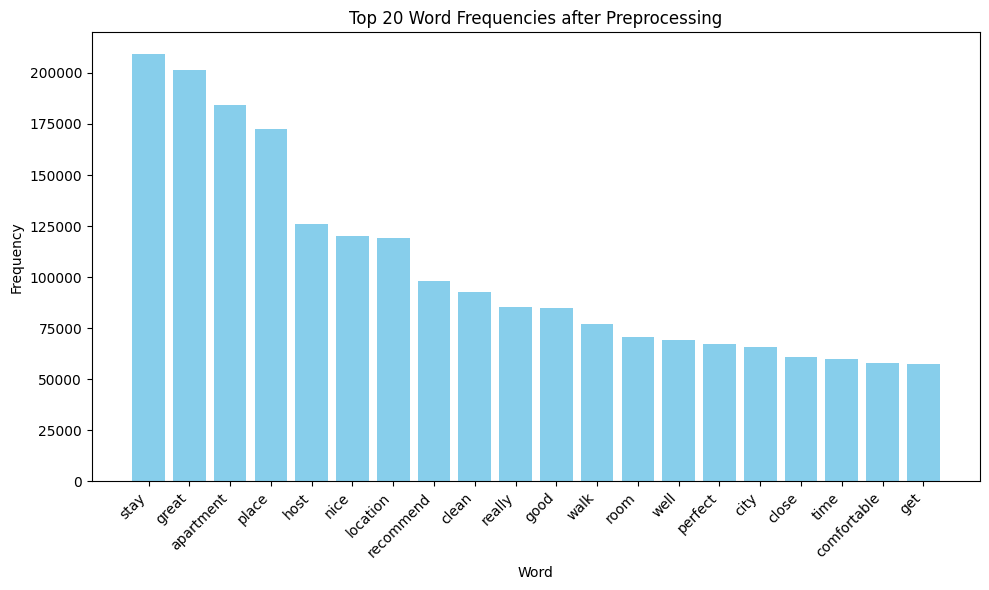 Top 20 Word Frequencies after Preprocessing
Frequency
200000
175000
150000
125000
100000
75000
50000
25000
0
stay
great
apartment
place
host
nice
location
recommend
clean
really
good
walk
room
well
perfect
city
close
time
comfortable
get
Word